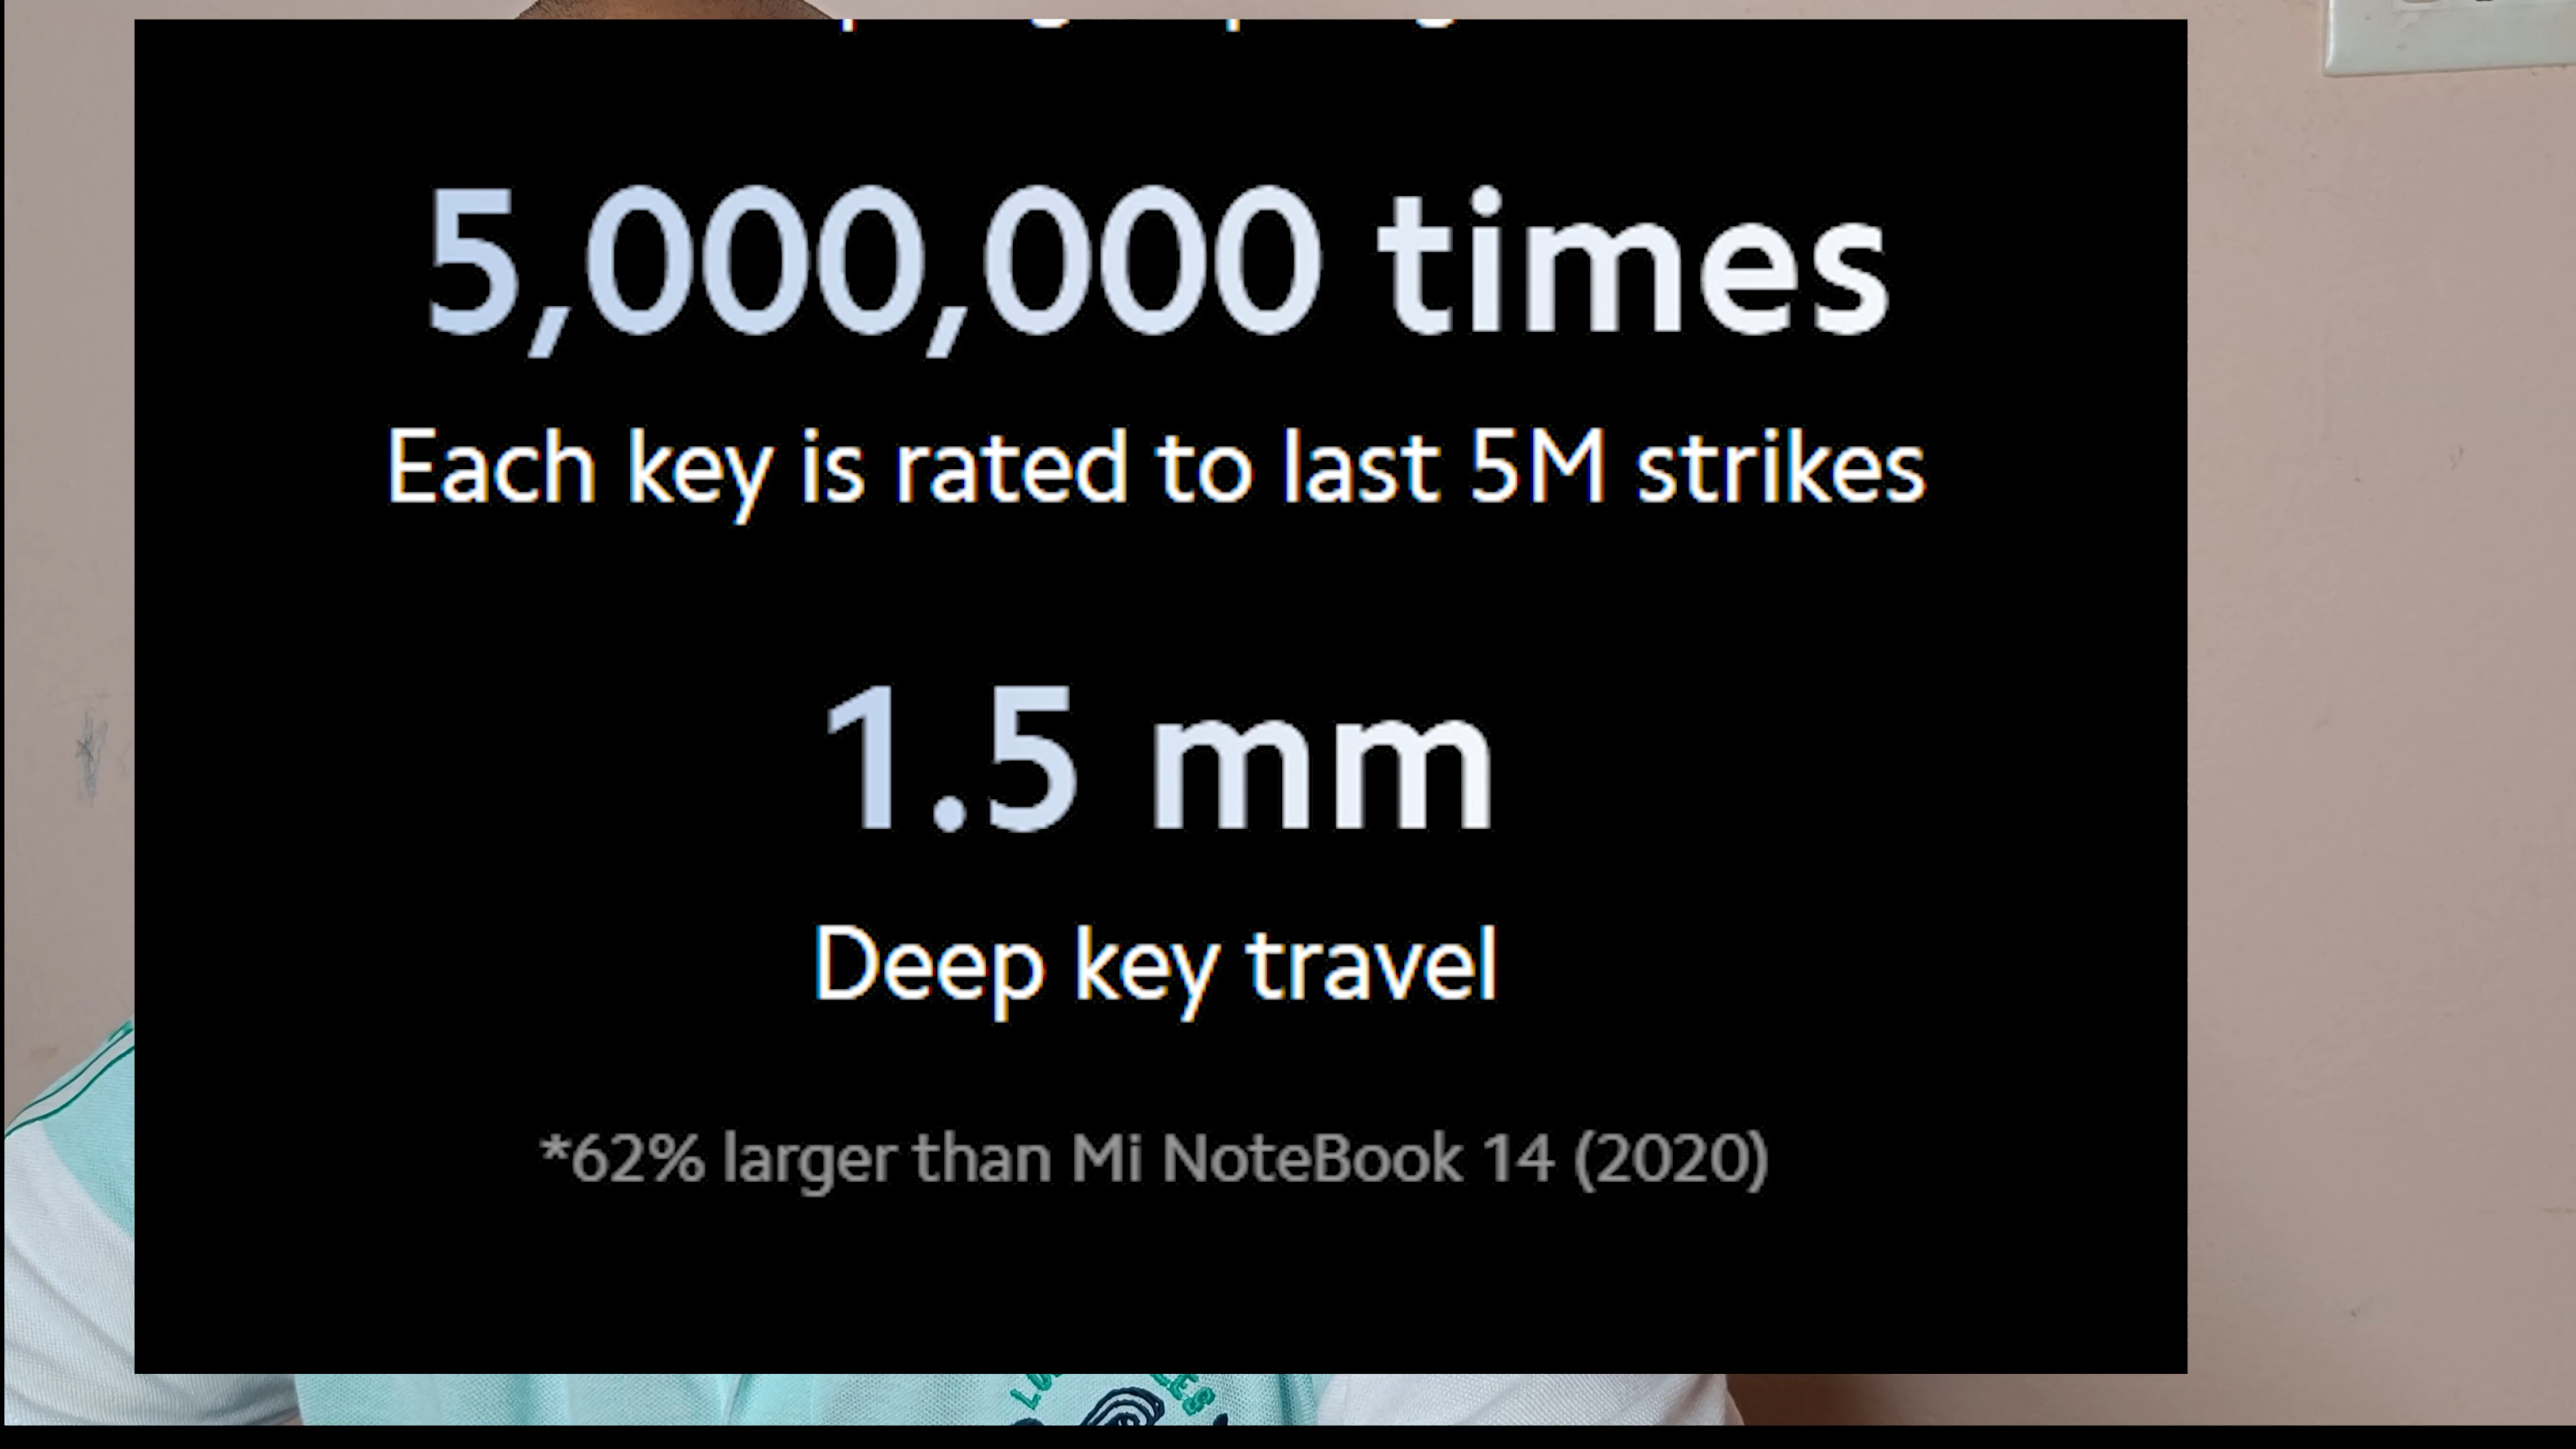 5,000,000 times
Each key is rated to last 5M strikes
1.5 mm
Deep key travel
*62% larger than Mi NoteBook 14 (2020)